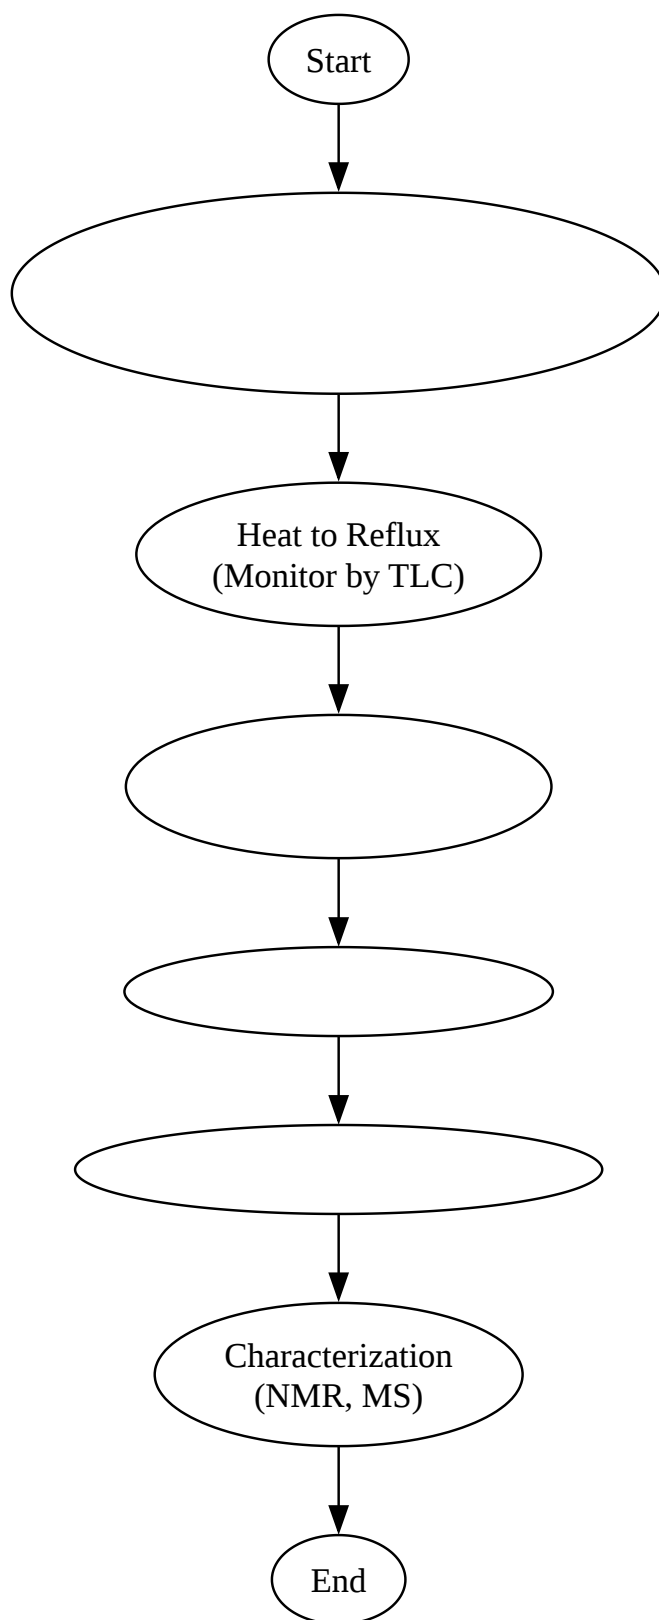 Start
Heat to Reflux
(Monitor by TLC)
Characterization
(NMR, MS)
End